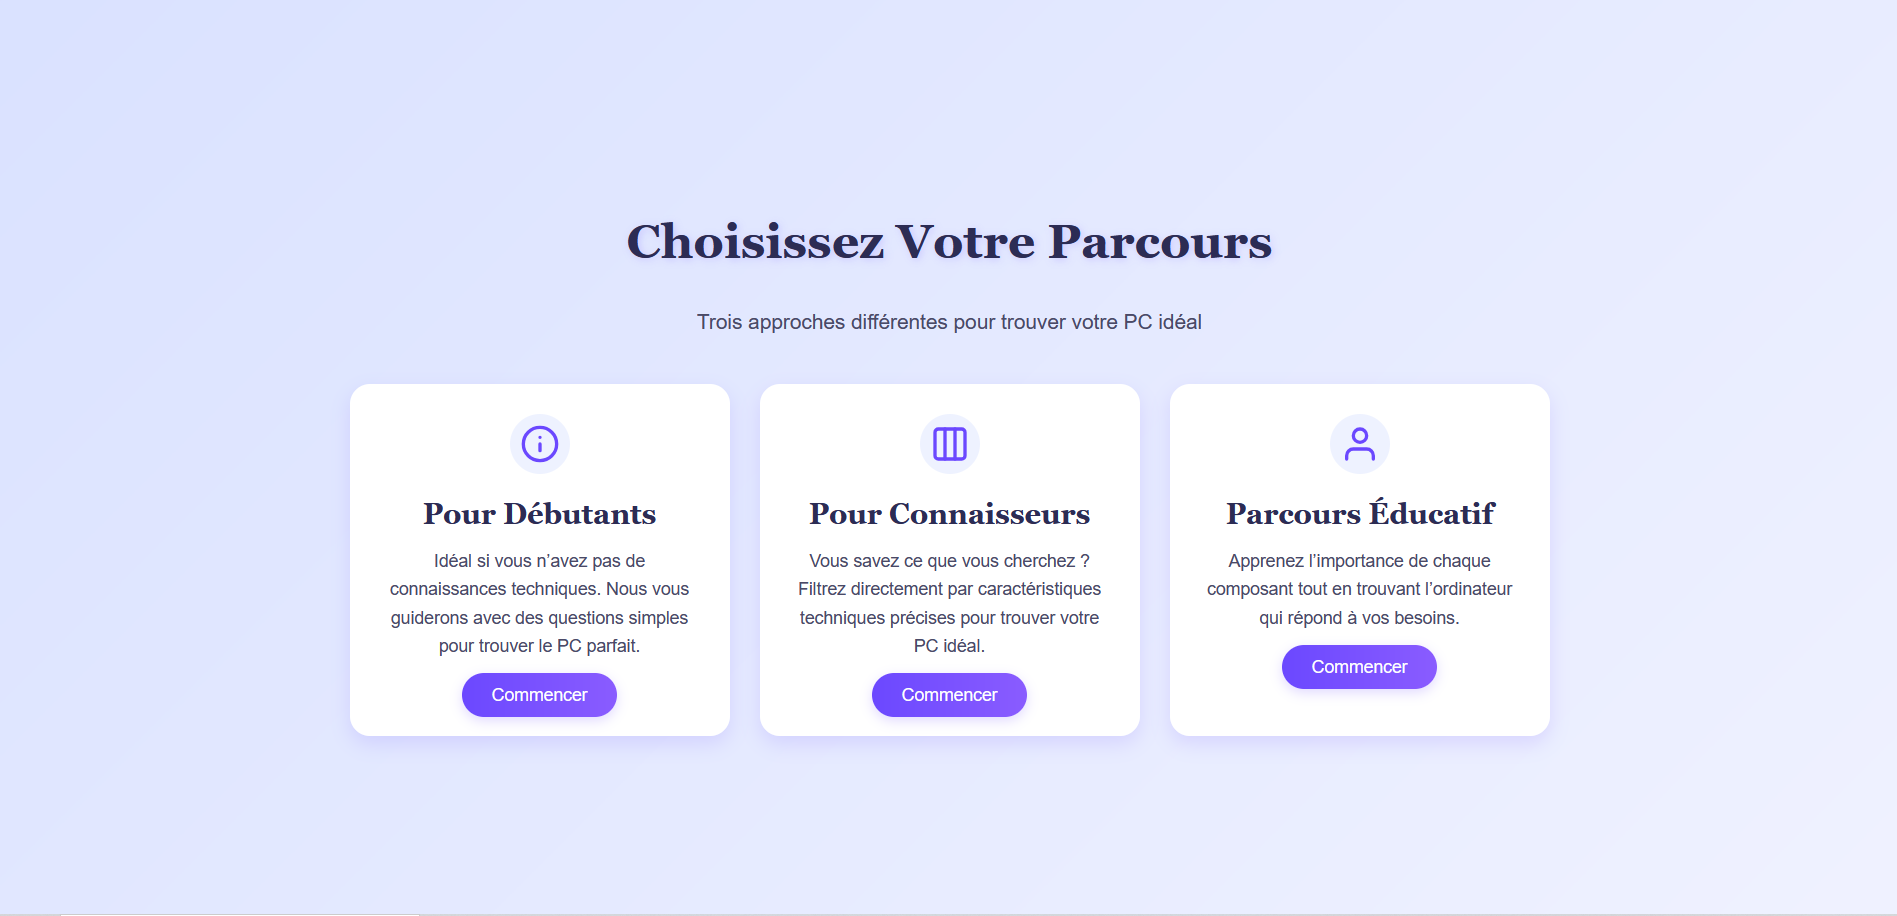 Choisissez Votre Parcours
Trois approches différentes pour trouver votre PC idéal
Pour Débutants
Idéal si vous n’avez pas de
connaissances techniques. Nous vous
guiderons avec des questions simples
pour trouver le PC parfait.
Commencer
Pour Connaisseurs
Vous savez ce que vous cherchez ?
Filtrez directement par caractéristiques
techniques précises pour trouver votre
PC idéal.
Commencer
Parcours Éducatif
Apprenez l’importance de chaque
composant tout en trouvant l’ordinateur
qui répond à vos besoins.
Commencer